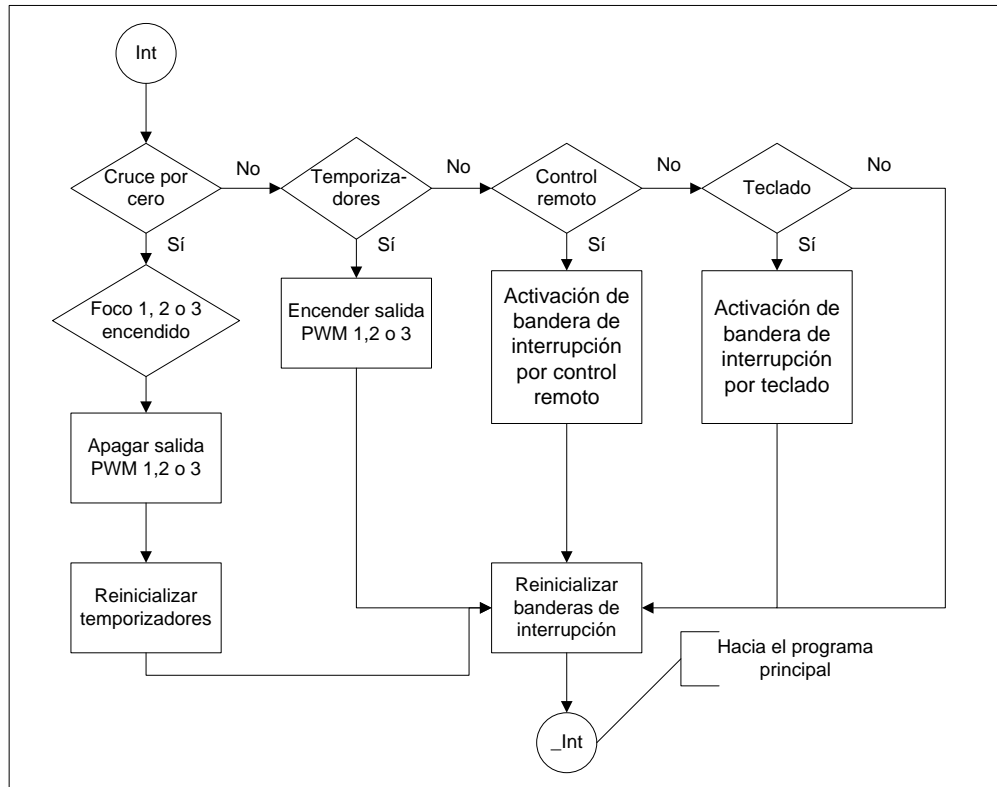 Int
Cruce por
cero
No
Temporiza-
dores
No
Control
remoto
No
Teclado
No
Sí
Sí
Sí
Sí
Foco 1, 2 o 3
encendido
Encender salida
PWM 1,2 o 3
Activación de
bandera de
interrupción
por control
remoto
Activación de
bandera de
interrupción
por teclado
Apagar salida
PWM 1,2 o 3
Reinicializar
temporizadores
Reinicializar
banderas de
interrupción
Hacia el programa
principal
_Int